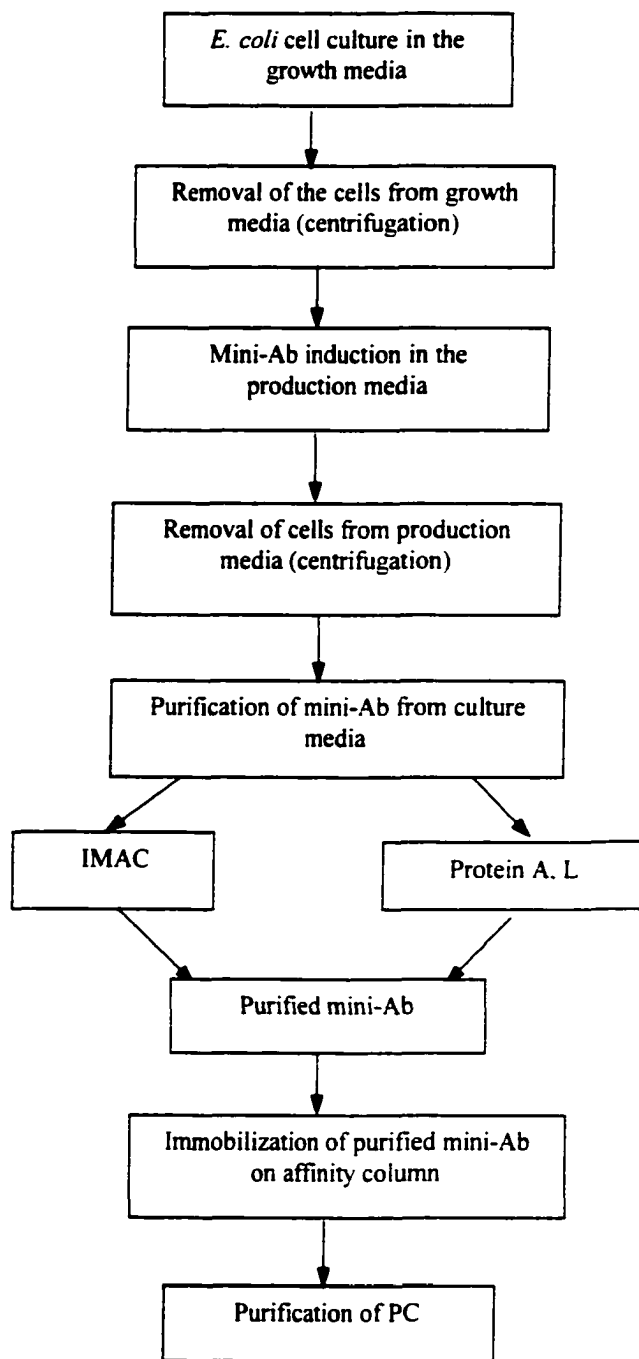 E. coli cell culture in the
growth media
Removal of the cells from growth
media (centrifugation)
Mini-Ab induction in the
production media
Removal of cells from production
media (centrifugation)
Purification of mini-Ab from culture
media
IMAC
Protein A. L
Purified mini-Ab
Immobilization of purified mini-Ab
on affinity column
Purification of PC